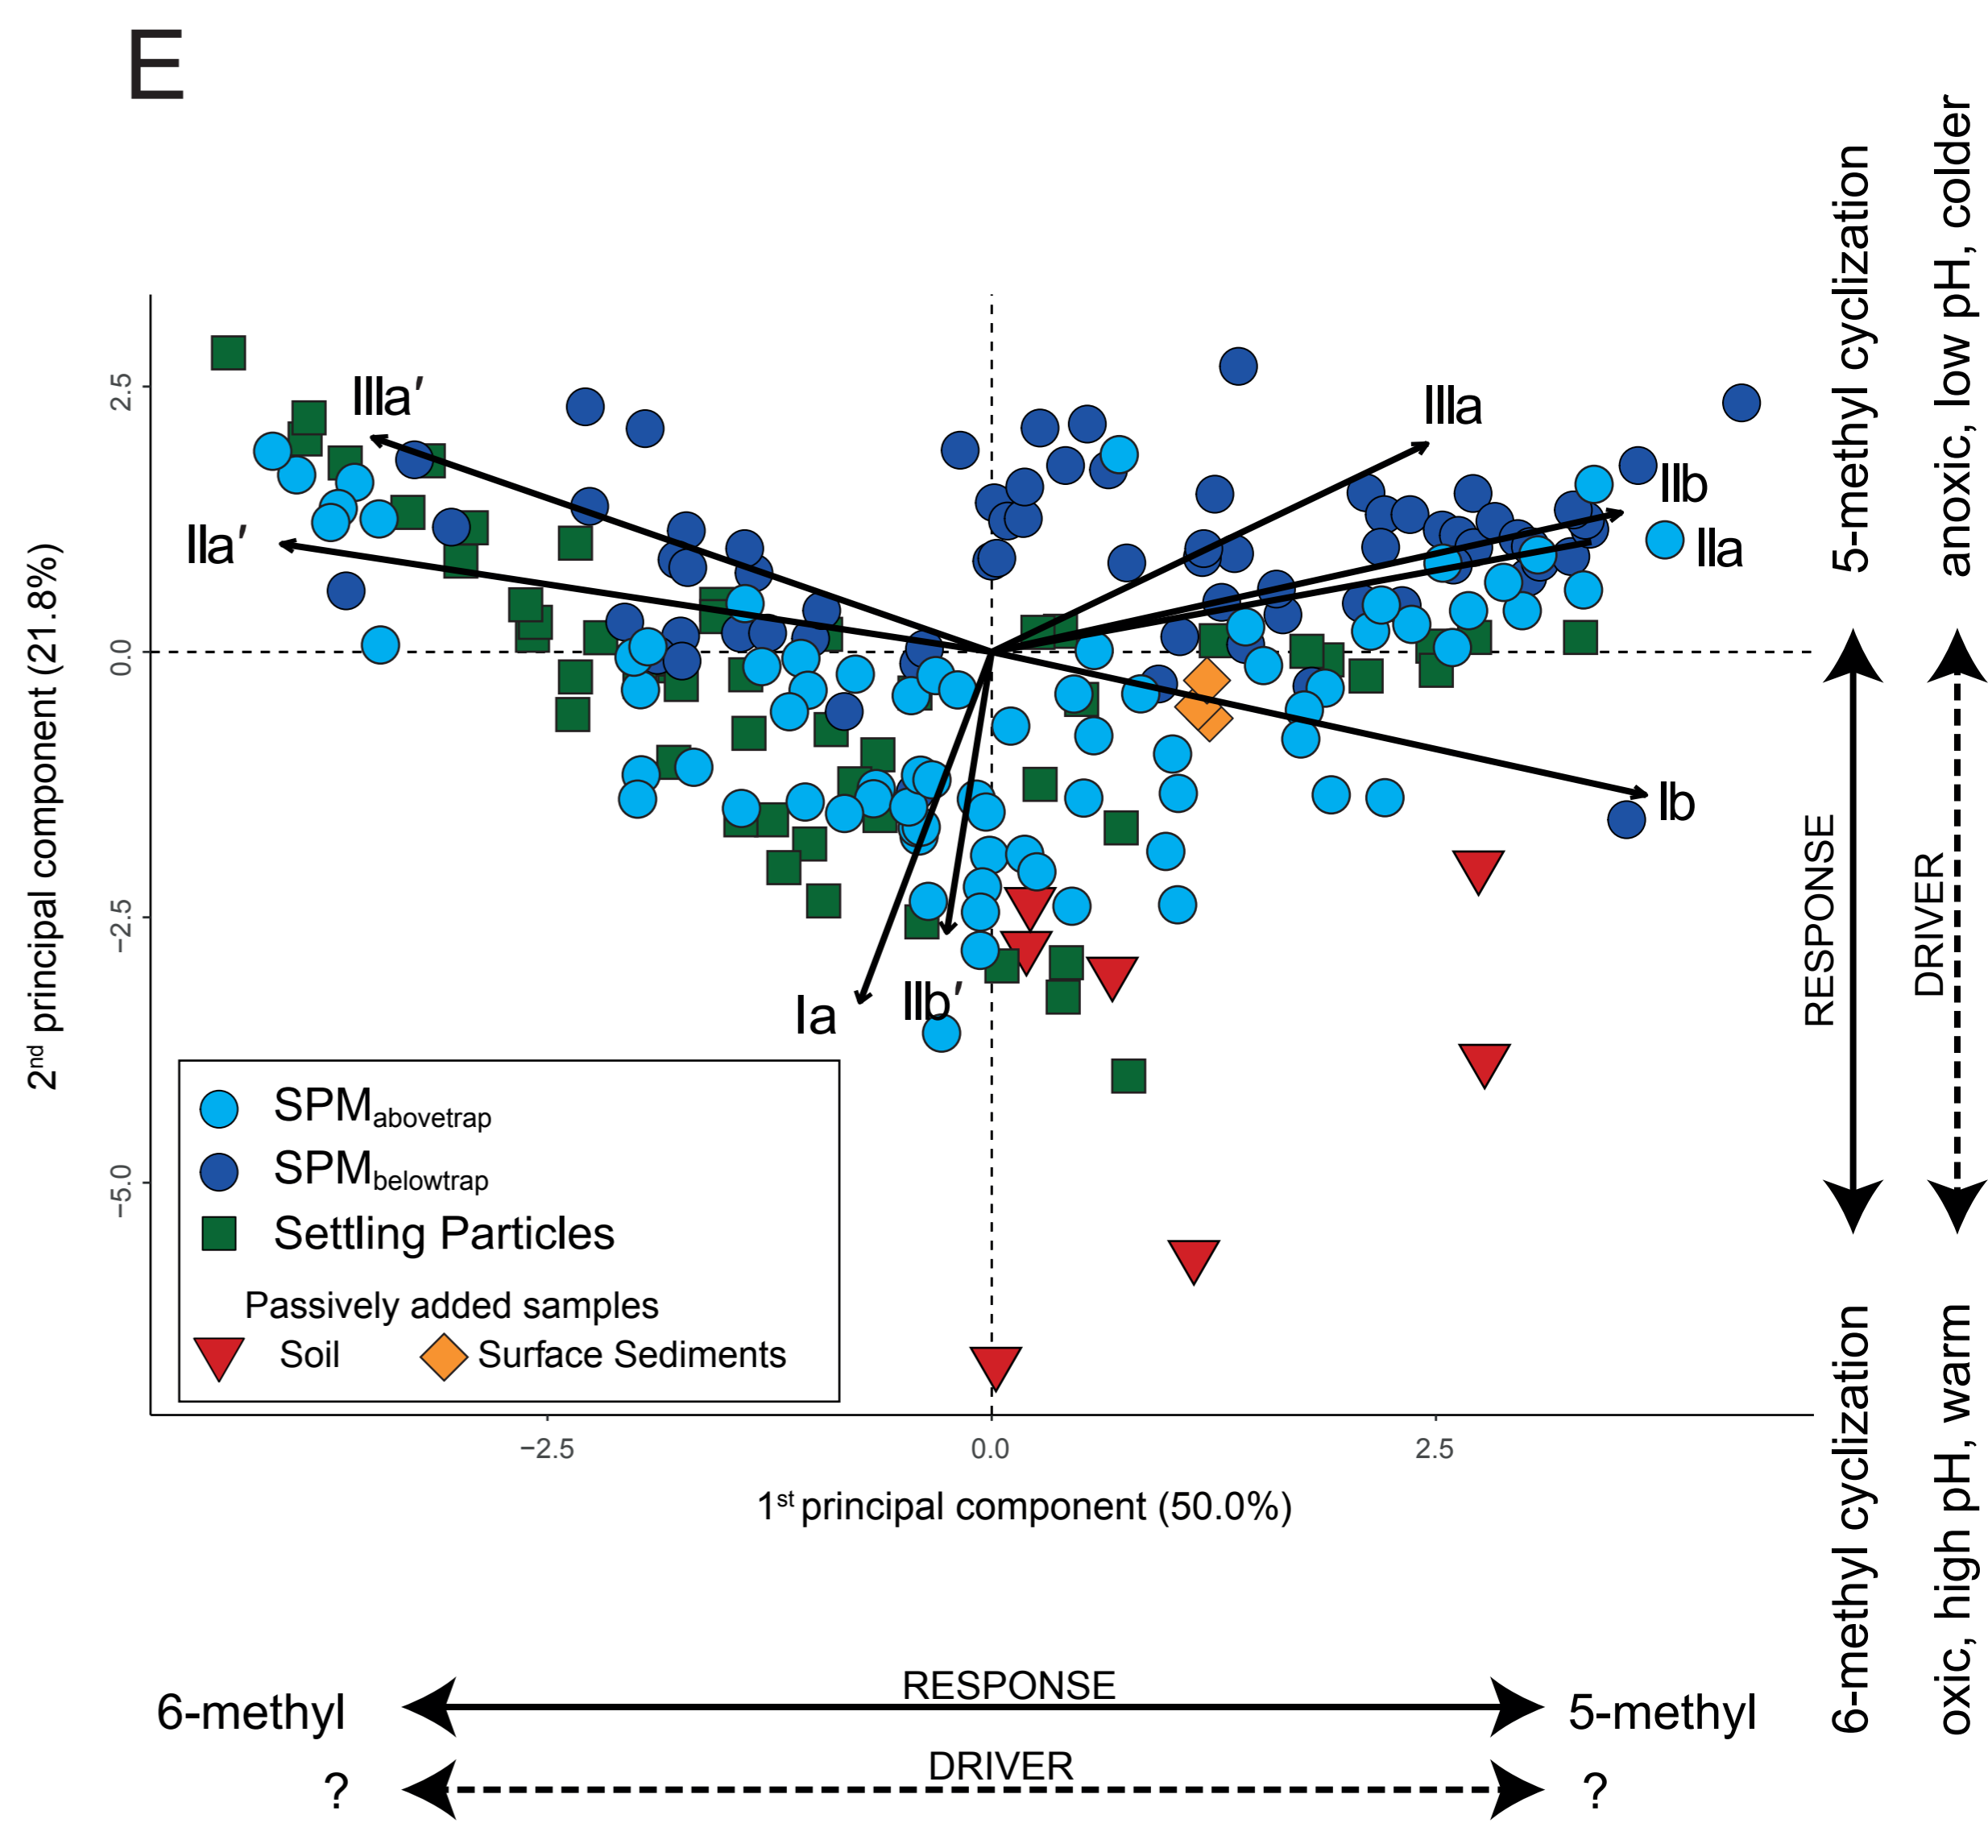 E
IIIa′
IIa′
IIIa
IIb
IIa
Ib
Ia
IIb′
2.5
0.0
−2.5
−5.0
2nd principal component (21.8%)
SPMabovetrap
SPMbelowtrap
Settling Particles
Passively added samples
Soil
Surface Sediments
−2.5
0.0
2.5
1st principal component (50.0%)
6-methyl
RESPONSE
5-methyl
?
DRIVER
?
5-methyl cyclization
anoxic, low pH, colder
RESPONSE
DRIVER
6-methyl cyclization
oxic, high pH, warm